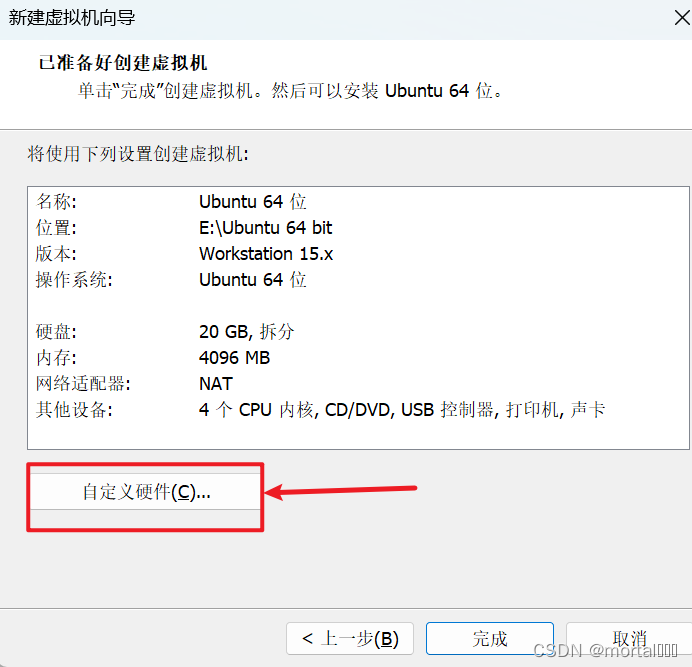 新建虚拟机向导
已准备好创建虚拟机
单击“完成”创建虚拟机。然后可以安装 Ubuntu 64 位。
将使用下列设置创建虚拟机:
名称: Ubuntu 64 位
位置: E:\Ubuntu 64 bit
版本: Workstation 15.x
操作系统: Ubuntu 64 位
硬盘: 20 GB, 拆分
内存: 4096 MB
网络适配器: NAT
其他设备: 4 个 CPU 内核, CD/DVD, USB 控制器, 打印机, 声卡
自定义硬件(C)...
< 上一步(B) 完成 取消
CSDN @mortal▯▯▯